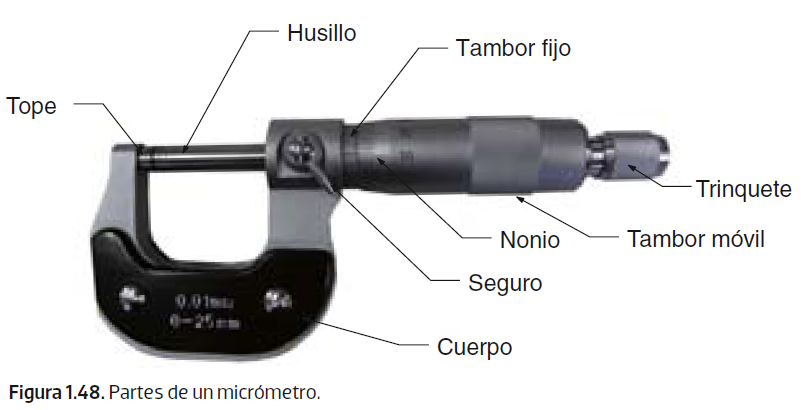 Husillo
Tambor fijo
Tope
Trinquete
Nonio
Tambor móvil
Seguro
0.01mm
0-25mm
Cuerpo
Figura 1.48. Partes de un micrómetro.